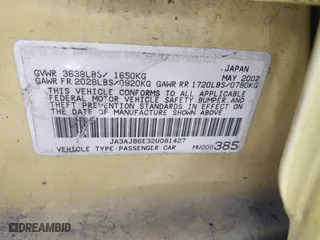 JAPAN
GVWR 3638LBS/ 1650KG MAY 2002
GAWR FR 2028LBS/0920KG GAWR RR 1720LBS/0780KG
THIS VEHICLE CONFORMS TO ALL APPLICABLE
FEDERAL MOTOR VEHICLE SAFETY, BUMPER AND
THEFT PREVENTION STANDARDS IN EFFECT ON
THE DATE OF MANUFACTURE SHOWN ABOVE.
JA3AJ86E32U081427
VEHICLE TYPE:PASSENGER CAR MU000385